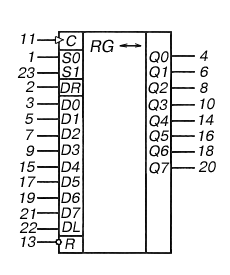 11 C RG ↔
1 S0 Q0 4
23 S1 Q1 6
2 DR Q2 8
3 D0 Q3 10
5 D1 Q4 14
7 D2 Q5 16
9 D3 Q6 18
15 D4 Q7 20
17 D5
19 D6
21 D7
22 DL
13 R